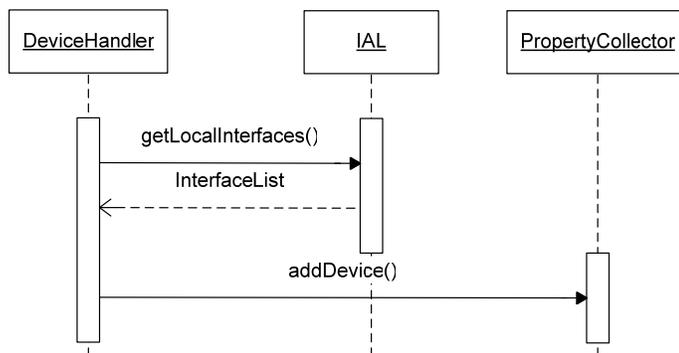 DeviceHandler
IAL
PropertyCollector
getLocalInterfaces()
InterfaceList
addDevice()